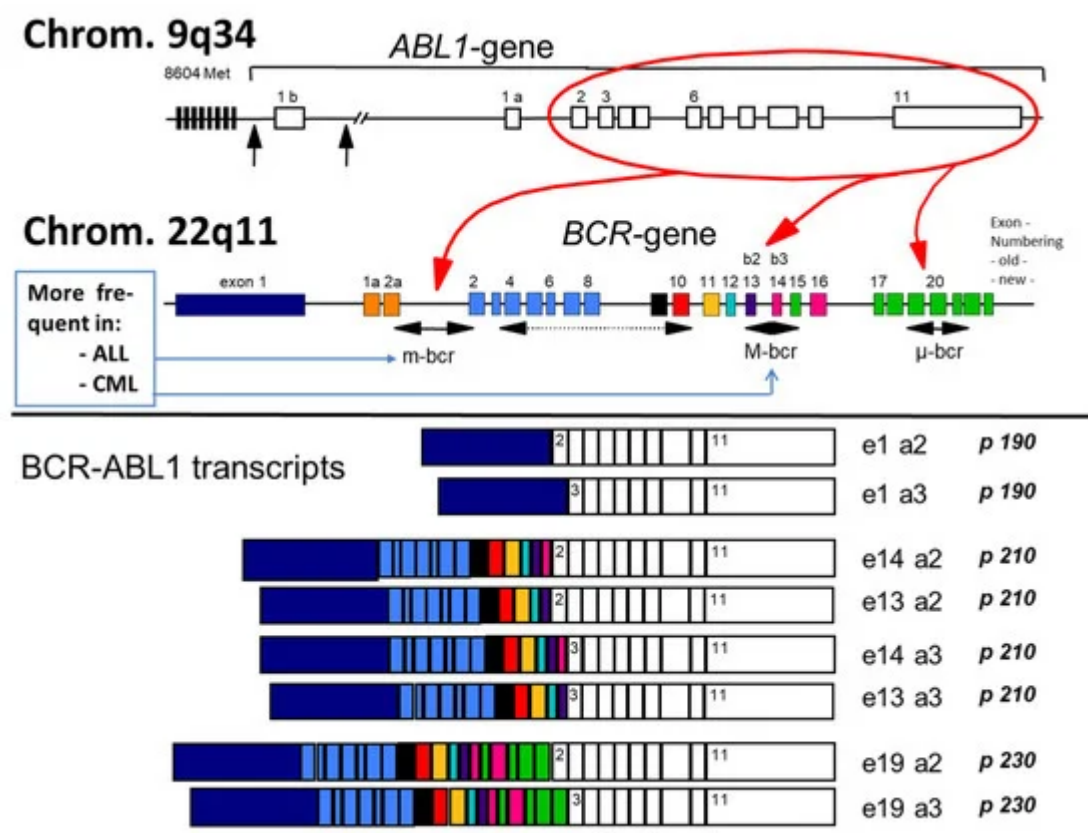 Chrom. 9q34
ABL1-gene
8604 Met
1 b
1 a
2
3
6
11
Chrom. 22q11
BCR-gene
Exon -
Numbering
- old -
- new -
b2 b3
exon 1
1a 2a
2
4
6
8
10
11
12
13
14
15
16
17
20
More fre-
quent in:
- ALL
- CML
m-bcr
M-bcr
μ-bcr
BCR-ABL1 transcripts
2 11 e1 a2 p 190
3 11 e1 a3 p 190
2 11 e14 a2 p 210
2 11 e13 a2 p 210
3 11 e14 a3 p 210
3 11 e13 a3 p 210
2 11 e19 a2 p 230
3 11 e19 a3 p 230